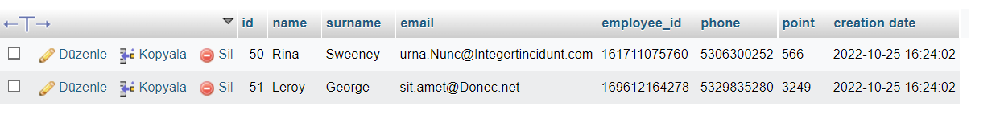 ←T→ id name surname email employee_id phone point creation date
Düzenle Kopyala Sil 50 Rina Sweeney urna.Nunc@Integertincidunt.com 161711075760 5306300252 566 2022-10-25 16:24:02
Düzenle Kopyala Sil 51 Leroy George sit.amet@Donec.net 169612164278 5329835280 3249 2022-10-25 16:24:02